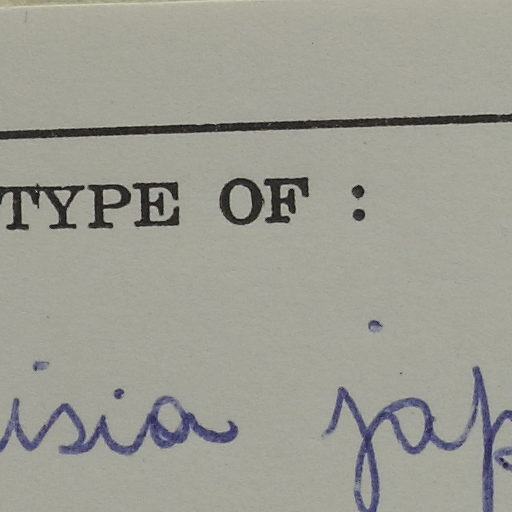 TYPE OF :
isia jap